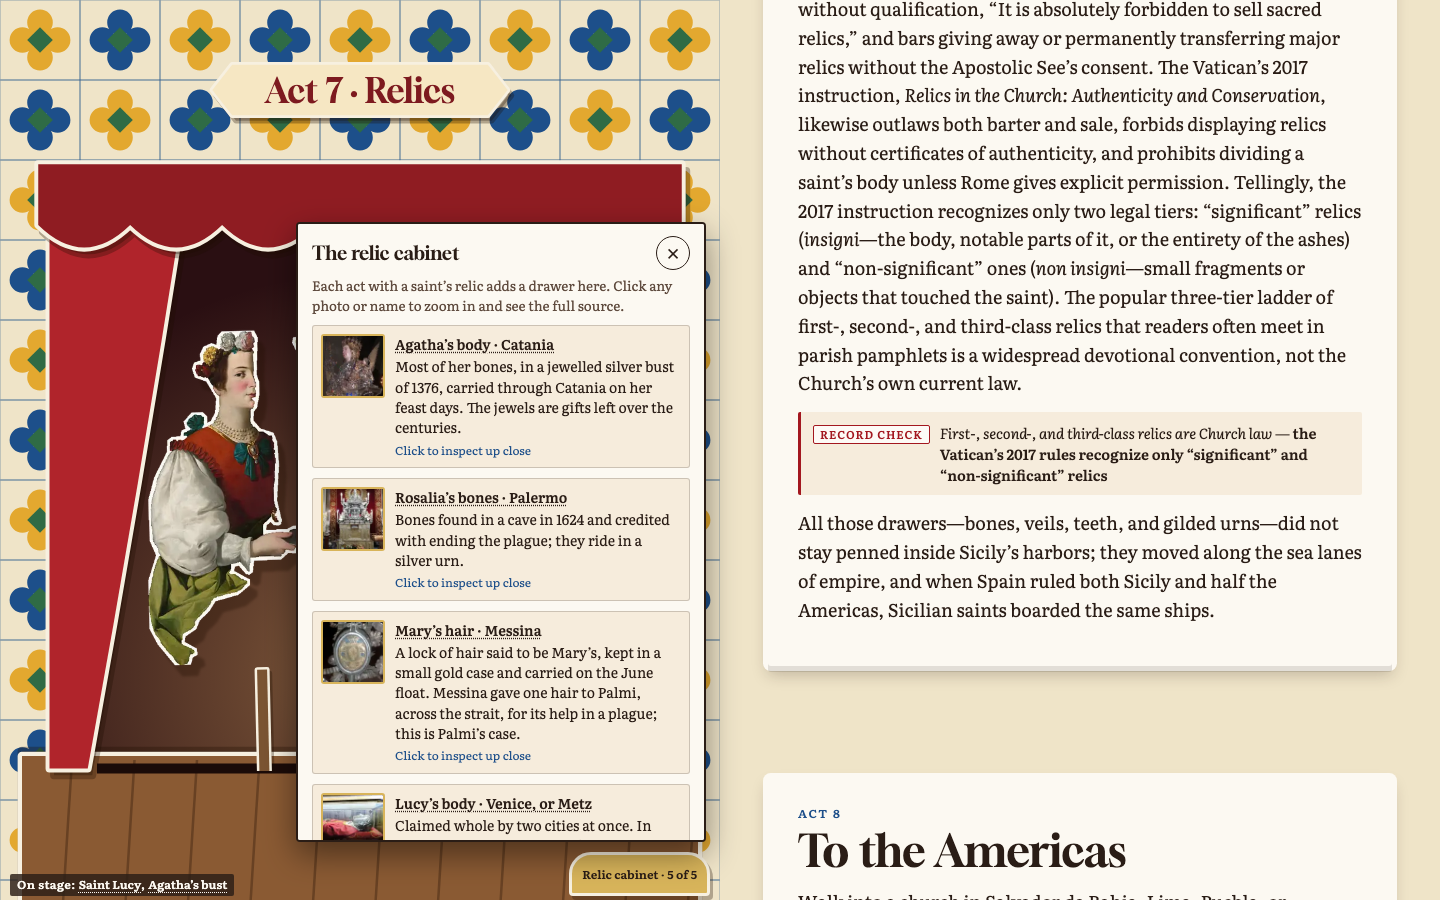 Act 7 · Relics
The relic cabinet
×
Each act with a saint’s relic adds a drawer here. Click any
photo or name to zoom in and see the full source.
Agatha’s body · Catania
Most of her bones, in a jewelled silver bust
of 1376, carried through Catania on her
feast days. The jewels are gifts left over the
centuries.
Click to inspect up close
Rosalia’s bones · Palermo
Bones found in a cave in 1624 and credited
with ending the plague; they ride in a
silver urn.
Click to inspect up close
Mary’s hair · Messina
A lock of hair said to be Mary’s, kept in a
small gold case and carried on the June
float. Messina gave one hair to Palmi,
across the strait, for its help in a plague;
this is Palmi’s case.
Click to inspect up close
Lucy’s body · Venice, or Metz
Claimed whole by two cities at once. In
Relic cabinet · 5 of 5
On stage: Saint Lucy, Agatha’s bust
without qualification, “It is absolutely forbidden to sell sacred
relics,” and bars giving away or permanently transferring major
relics without the Apostolic See’s consent. The Vatican’s 2017
instruction, Relics in the Church: Authenticity and Conservation,
likewise outlaws both barter and sale, forbids displaying relics
without certificates of authenticity, and prohibits dividing a
saint’s body unless Rome gives explicit permission. Tellingly, the
2017 instruction recognizes only two legal tiers: “significant” relics
(insigni—the body, notable parts of it, or the entirety of the ashes)
and “non-significant” ones (non insigni—small fragments or
objects that touched the saint). The popular three-tier ladder of
first-, second-, and third-class relics that readers often meet in
parish pamphlets is a widespread devotional convention, not the
Church’s own current law.
RECORD CHECK First-, second-, and third-class relics are Church law — the
Vatican’s 2017 rules recognize only “significant” and
“non-significant” relics
All those drawers—bones, veils, teeth, and gilded urns—did not
stay penned inside Sicily’s harbors; they moved along the sea lanes
of empire, and when Spain ruled both Sicily and half the
Americas, Sicilian saints boarded the same ships.
ACT 8
To the Americas
Walk into a church in Salvador da Bahia, Lima, Puebla, or